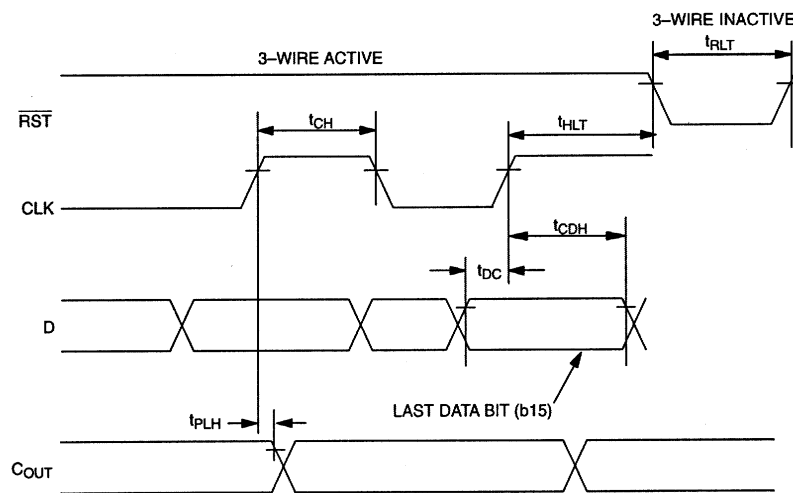 3–WIRE INACTIVE
tRLT
3–WIRE ACTIVE
RST
tCH
tHLT
CLK
tCDH
tDC
D
LAST DATA BIT (b15)
tPLH
COUT